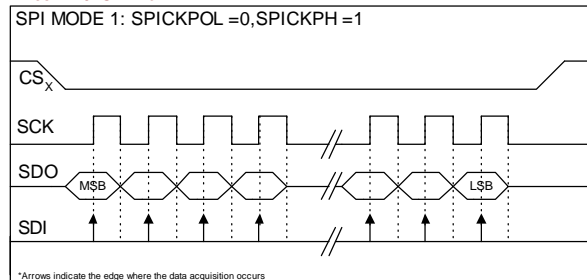 SPI MODE 1: SPICKPOL =0,SPICKPH =1
CSX
SCK
SDO
MSB
LSB
SDI
*Arrows indicate the edge where the data acquisition occurs